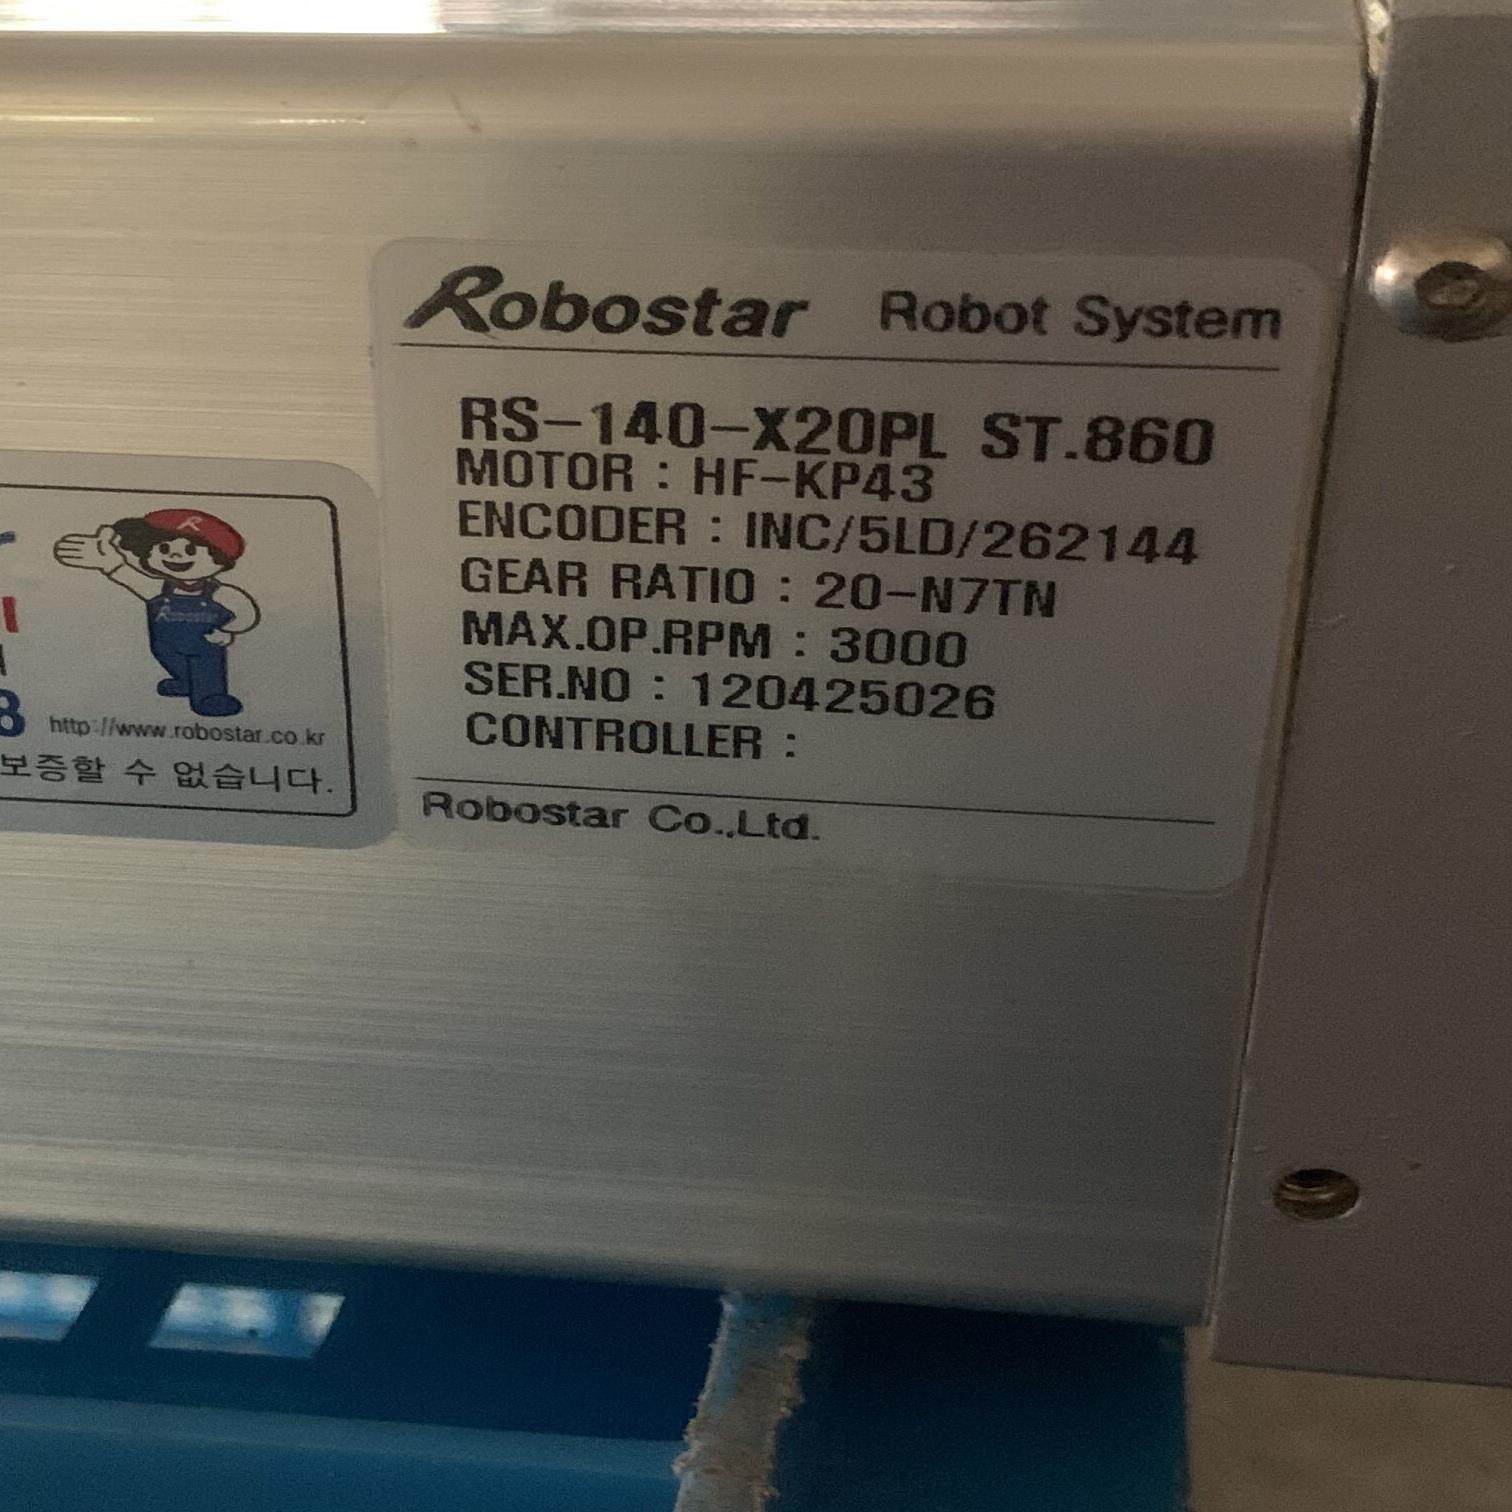 Robostar Robot System
RS-140-X20PL ST.860
MOTOR : HF-KP43
ENCODER : INC/5LD/262144
GEAR RATIO : 20-N7TN
MAX.OP.RPM : 3000
SER.NO : 120425026
CONTROLLER :
Robostar Co.,Ltd.
8
http://www.robostar.co.kr
보증할 수 없습니다.